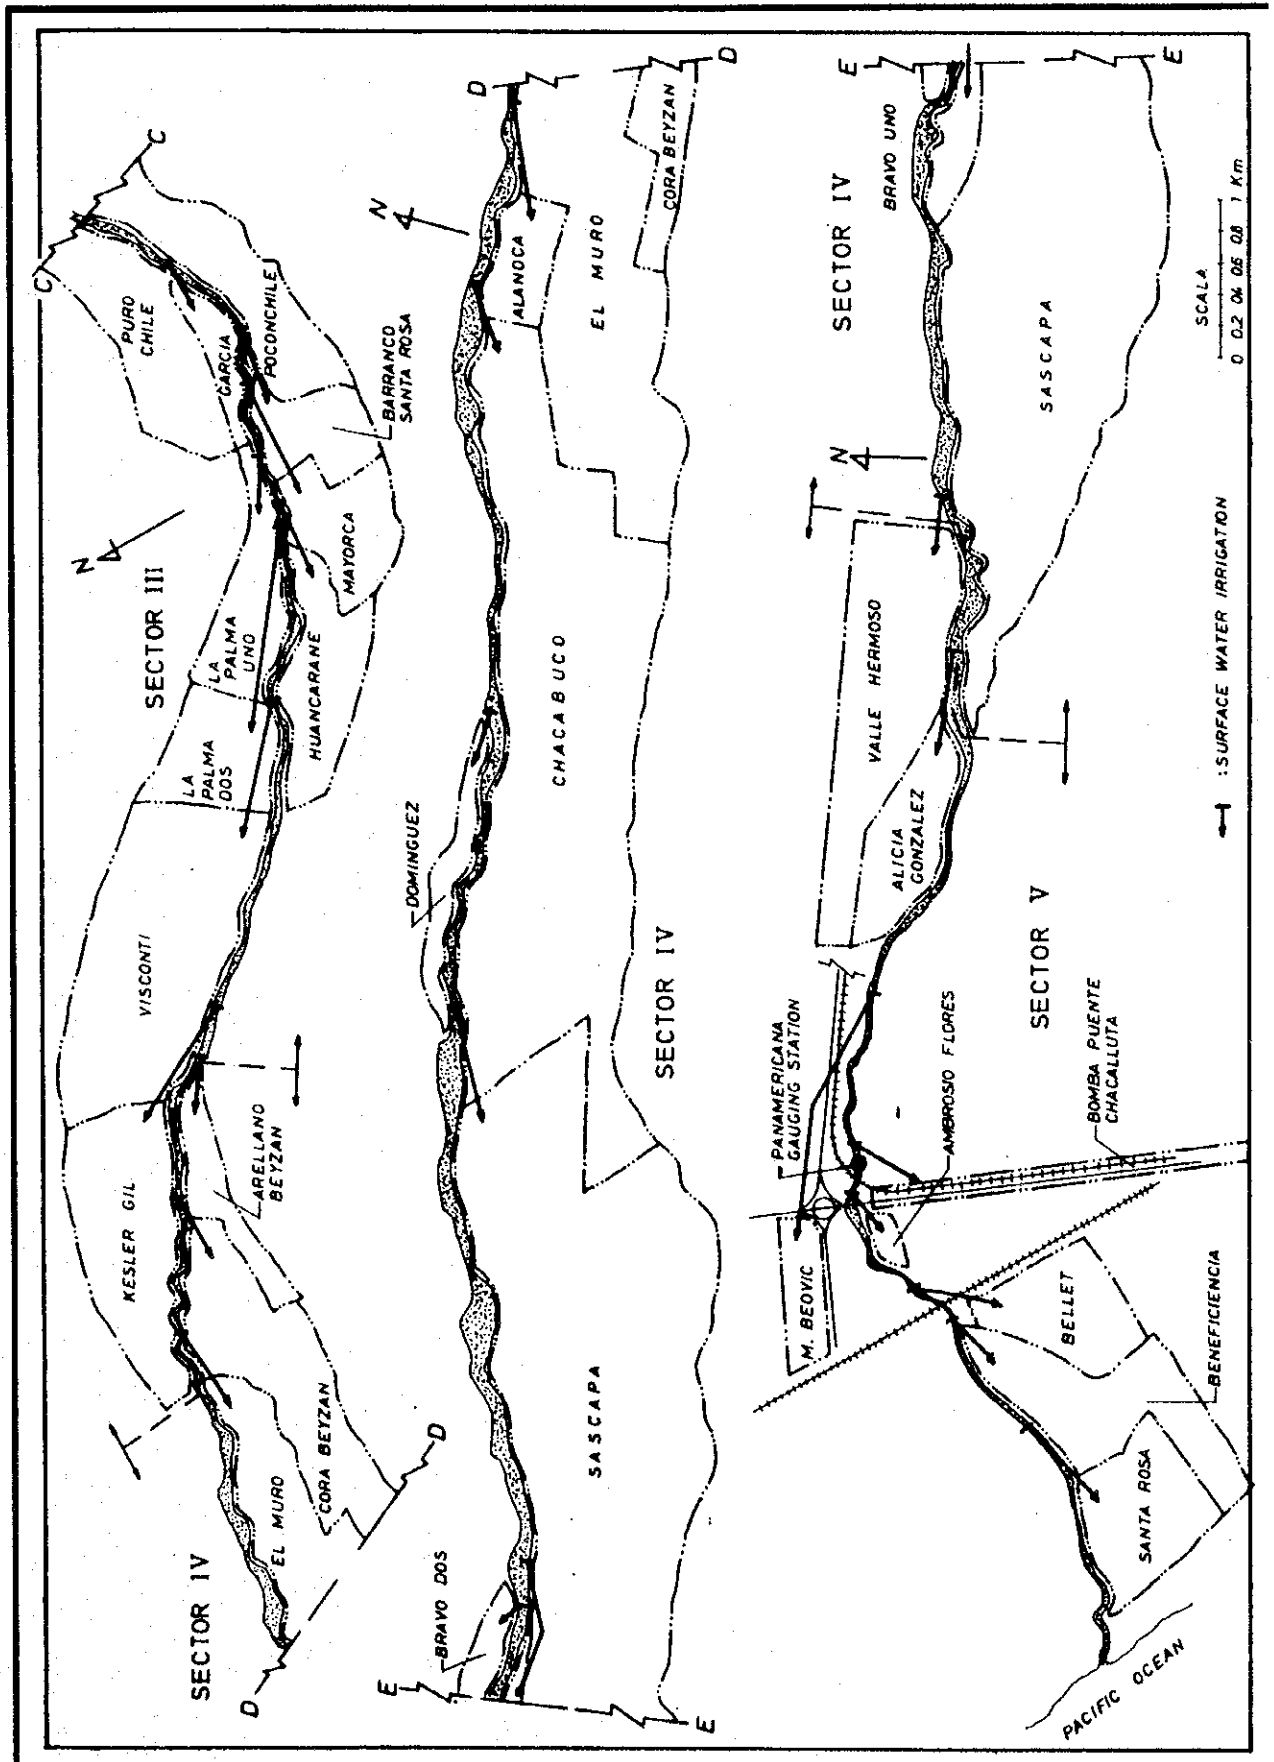 C
C
PURO
CHILE
GARCIA
POCONCHILE
BARRANCO
SANTA ROSA
N
MAYORCA
SECTOR III
LA
PALMA
UNO
HUANCARANE
LA
PALMA
DOS
VISCONTI
ARELLANO
BEYZAN
KESLER GIL
CORA BEYZAN
EL MURO
SECTOR IV
D
D
D
D
N
CORA BEYZAN
ALANOCA
EL MURO
CHACABUCO
DOMINGUEZ
SECTOR IV
SASCAPA
BRAVO DOS
E
E
E
E
BRAVO UNO
SECTOR IV
SASCAPA
N
VALLE HERMOSO
ALICIA
GONZALEZ
SECTOR V
PANAMERICANA
GAUGING STATION
AMBROSIO FLORES
BOMBA PUENTE
CHACALLUTA
M. BEOVIC
BELLET
BENEFICIENCIA
SANTA ROSA
PACIFIC OCEAN
SCALA
0 0.2 0.4 0.6 0.8 1 Km
: SURFACE WATER IRRIGATION